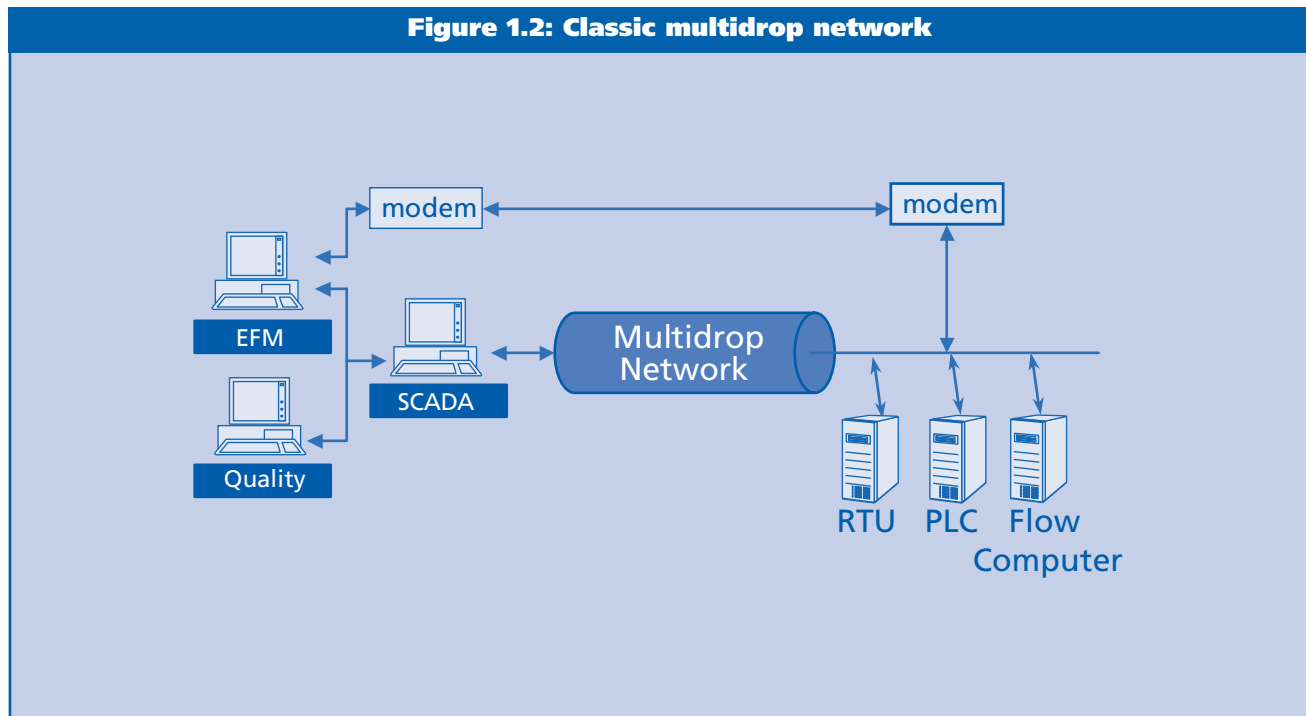 Figure 1.2: Classic multidrop network
modem
modem
EFM
Multidrop
Network
SCADA
Quality
RTU
PLC
Flow
Computer